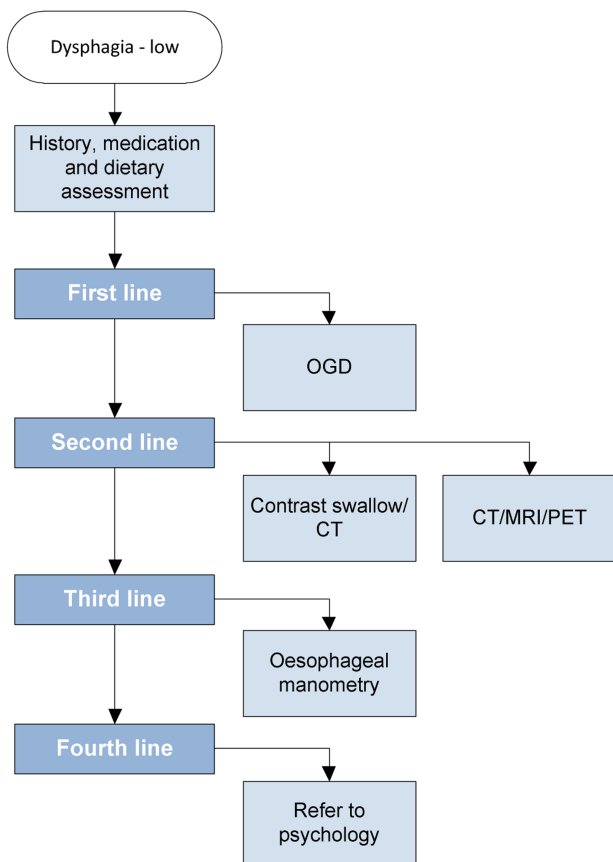 Dysphagia - low
History, medication
and dietary
assessment
First line
OGD
Second line
Contrast swallow/
CT
CT/MRI/PET
Third line
Oesophageal
manometry
Fourth line
Refer to
psychology